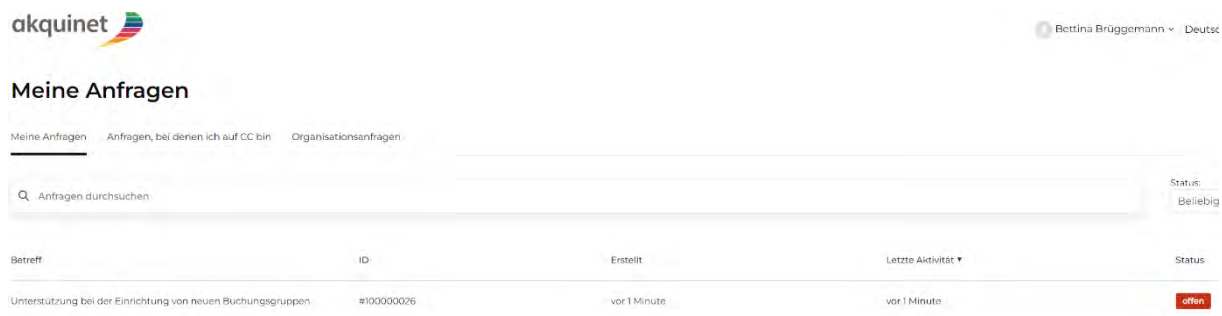 akquinet
Bettina Brüggemann Deutsc
Meine Anfragen
Meine Anfragen Anfragen, bei denen ich auf CC bin Organisationsanfragen
Status:
Anfragen durchsuchen Beliebig
Betreff ID Erstellt Letzte Aktivität ▼ Status
Unterstützung bei der Einrichtung von neuen Buchungsgruppen #100000026 vor 1 Minute vor 1 Minute offen